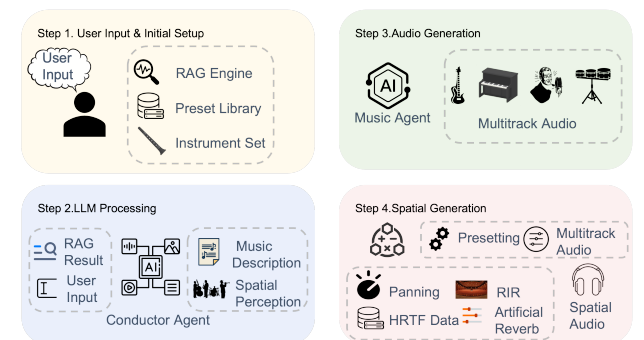 Step 1. User Input & Initial Setup
User
Input
RAG Engine
Preset Library
Instrument Set
Step 2.LLM Processing
RAG
Result
User
Input
AI
Music
Description
Spatial
Perception
Conductor Agent
Step 3.Audio Generation
AI
Music Agent
Multitrack Audio
Step 4.Spatial Generation
Presetting
Multitrack
Audio
Panning
RIR
HRTF Data
Artificial
Reverb
Spatial
Audio